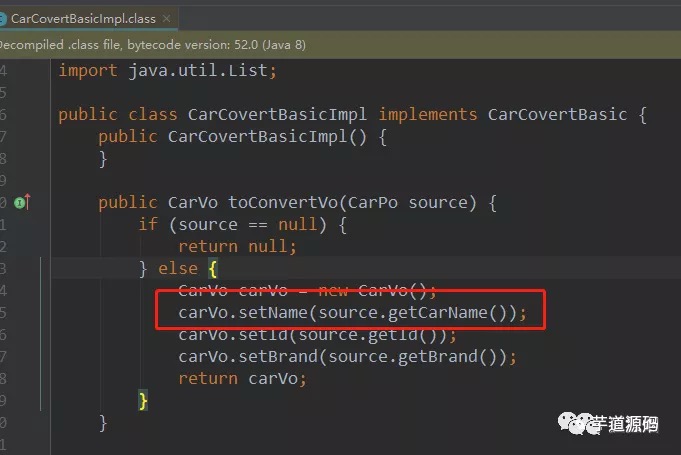 CarCovertBasicImpl.class ×
Decompiled .class file, bytecode version: 52.0 (Java 8)
4 import java.util.List;
5
6 public class CarCovertBasicImpl implements CarCovertBasic {
7 public CarCovertBasicImpl() {
8 }
9
0 public CarVo toConvertVo(CarPo source) {
1 if (source == null) {
2 return null;
3 } else {
4 CarVo carVo = new CarVo();
5 carVo.setName(source.getCarName());
6 carVo.setId(source.getId());
7 carVo.setBrand(source.getBrand());
8 return carVo;
9 }
0 }
1
芋道源码